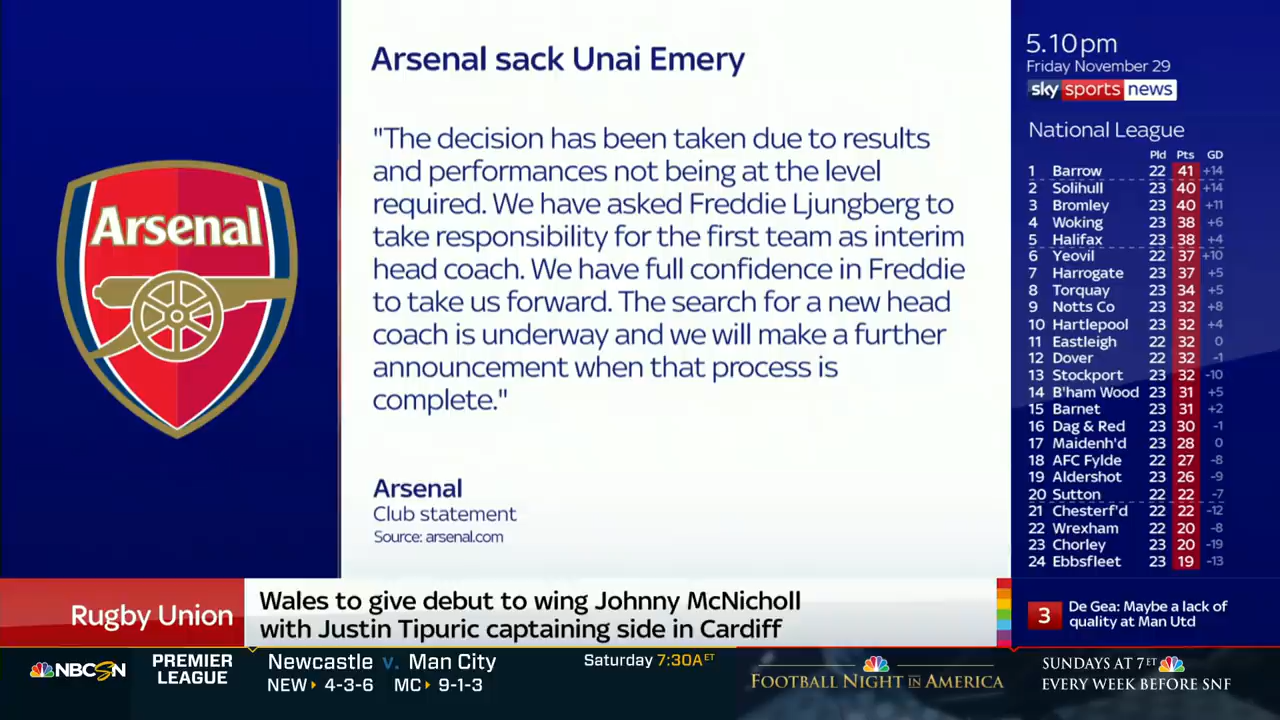 Arsenal sack Unai Emery
"The decision has been taken due to results
and performances not being at the level
required. We have asked Freddie Ljungberg to
take responsibility for the first team as interim
head coach. We have full confidence in Freddie
to take us forward. The search for a new head
coach is underway and we will make a further
announcement when that process is
complete."
Arsenal
Club statement
Source: arsenal.com
Arsenal
5.10pm
Friday November 29
sky sports news
National League
Pld Pts GD
1 Barrow 22 41 +14
2 Solihull 23 40 +14
3 Bromley 23 40 +11
4 Woking 23 38 +6
5 Halifax 23 38 +4
6 Yeovil 22 37 +10
7 Harrogate 23 37 +5
8 Torquay 23 34 +5
9 Notts Co 23 32 +8
10 Hartlepool 23 32 +4
11 Eastleigh 22 32 0
12 Dover 22 32 -1
13 Stockport 23 32 -10
14 B'ham Wood 23 31 +5
15 Barnet 23 31 +2
16 Dag & Red 23 30 -1
17 Maidenh'd 23 28 0
18 AFC Fylde 22 27 -8
19 Aldershot 23 26 -9
20 Sutton 22 22 -7
21 Chesterf'd 22 22 -12
22 Wrexham 22 20 -8
23 Chorley 23 20 -19
24 Ebbsfleet 23 19 -13
Rugby Union
Wales to give debut to wing Johnny McNicholl
with Justin Tipuric captaining side in Cardiff
3
De Gea: Maybe a lack of
quality at Man Utd
NBCSN
PREMIER
LEAGUE
Newcastle v. Man City
NEW 4-3-6 MC 9-1-3
Saturday 7:30A ET
FOOTBALL NIGHT IN AMERICA
SUNDAYS AT 7ET
EVERY WEEK BEFORE SNF